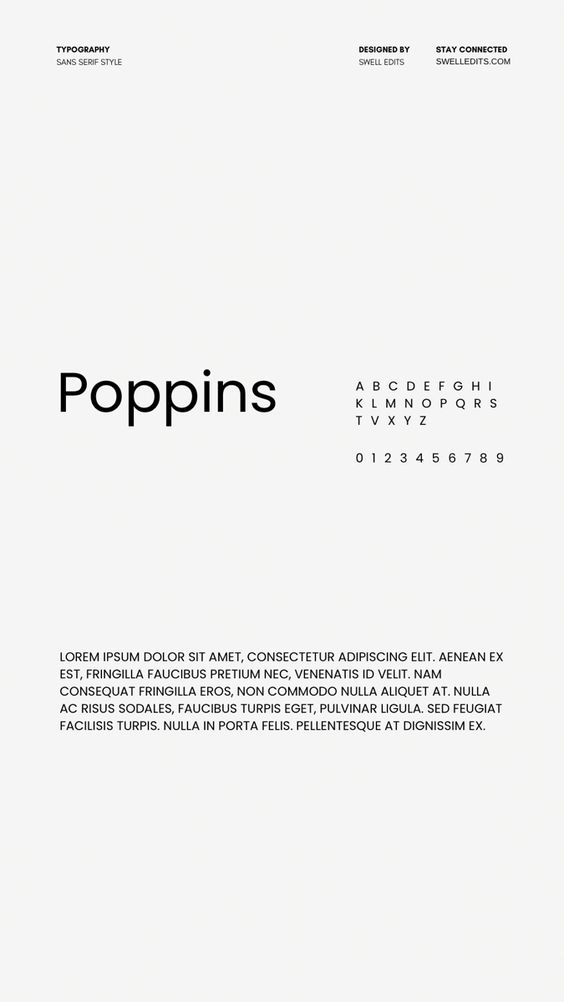 TYPOGRAPHY
SANS SERIF STYLE
DESIGNED BY
SWELL EDITS
STAY CONNECTED
SWELLEDITS.COM
Poppins
A B C D E F G H I
K L M N O P Q R S
T V X Y Z
0 1 2 3 4 5 6 7 8 9
LOREM IPSUM DOLOR SIT AMET, CONSECTETUR ADIPISCING ELIT. AENEAN EX
EST, FRINGILLA FAUCIBUS PRETIUM NEC, VENENATIS ID VELIT. NAM
CONSEQUAT FRINGILLA EROS, NON COMMODO NULLA ALIQUET AT. NULLA
AC RISUS SODALES, FAUCIBUS TURPIS EGET, PULVINAR LIGULA. SED FEUGIAT
FACILISIS TURPIS. NULLA IN PORTA FELIS. PELLENTESQUE AT DIGNISSIM EX.